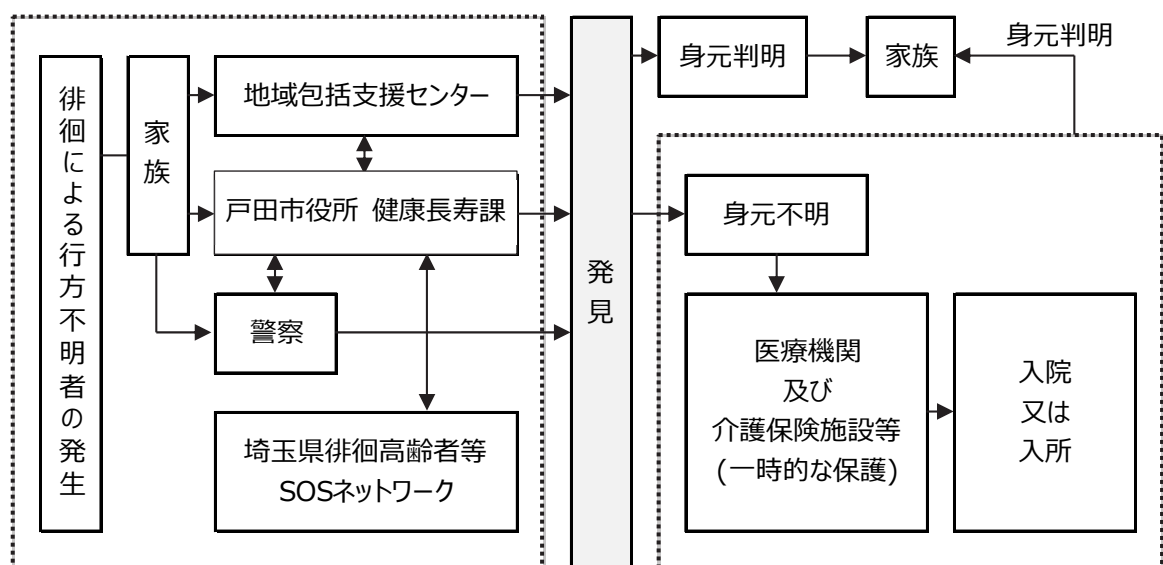 徘徊による行方不明者の発生
家族
地域包括支援センター
戸田市役所 健康長寿課
警察
埼玉県徘徊高齢者等
SOSネットワーク
発見
身元判明
家族
身元判明
身元不明
医療機関
及び
介護保険施設等
(一時的な保護)
入院
又は
入所